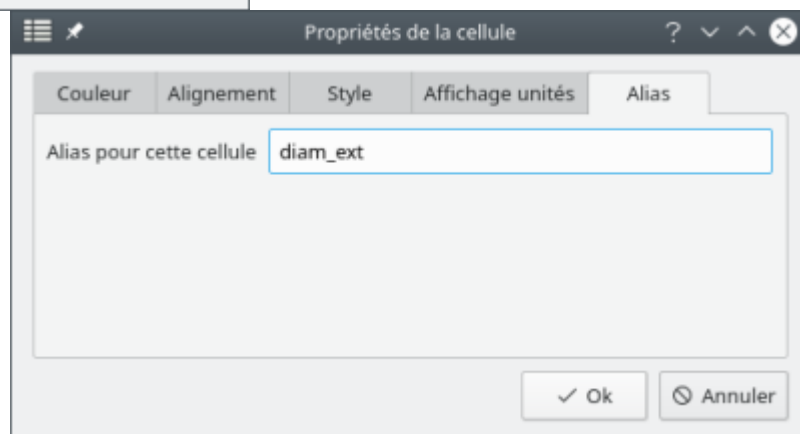 Propriétés de la cellule ?
Couleur Alignement Style Affichage unités Alias
Alias pour cette cellule diam_ext
Ok Annuler